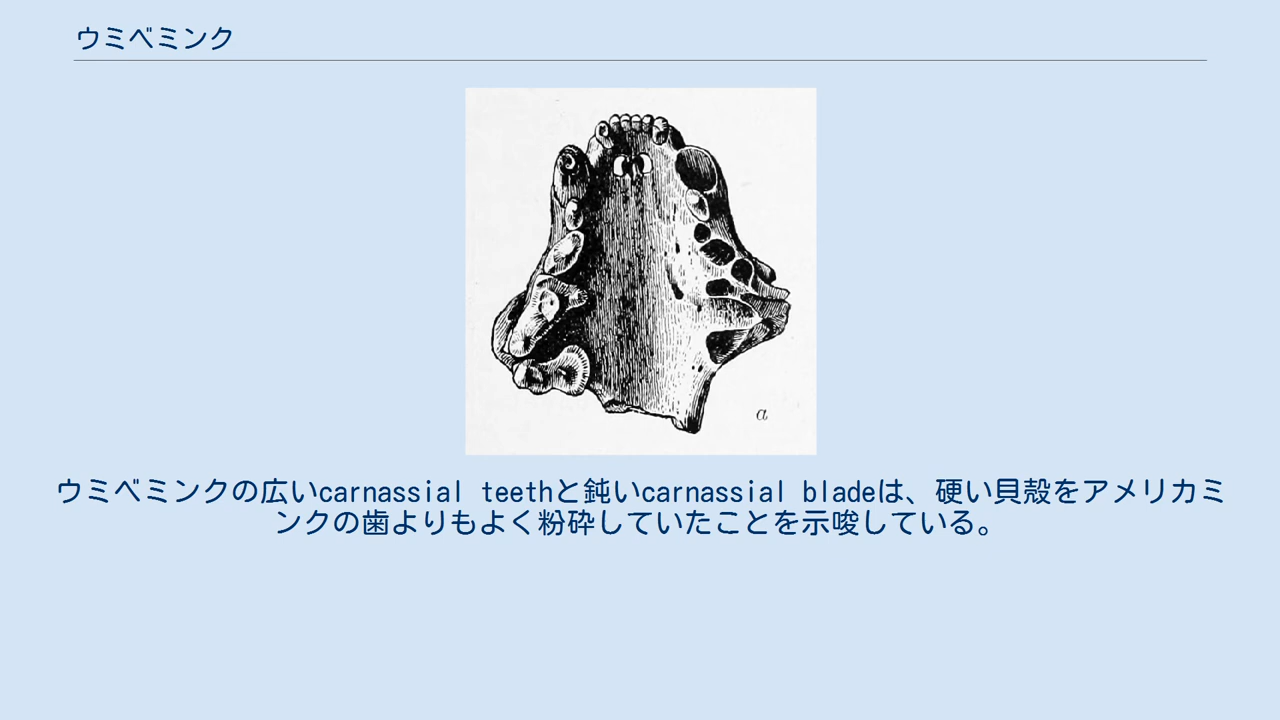 ウミベミンク
a
ウミベミンクの広いcarnassial teethと鈍いcarnassial bladeは、硬い貝殻をアメリカミ
ンクの歯よりもよく粉砕していたことを示唆している。